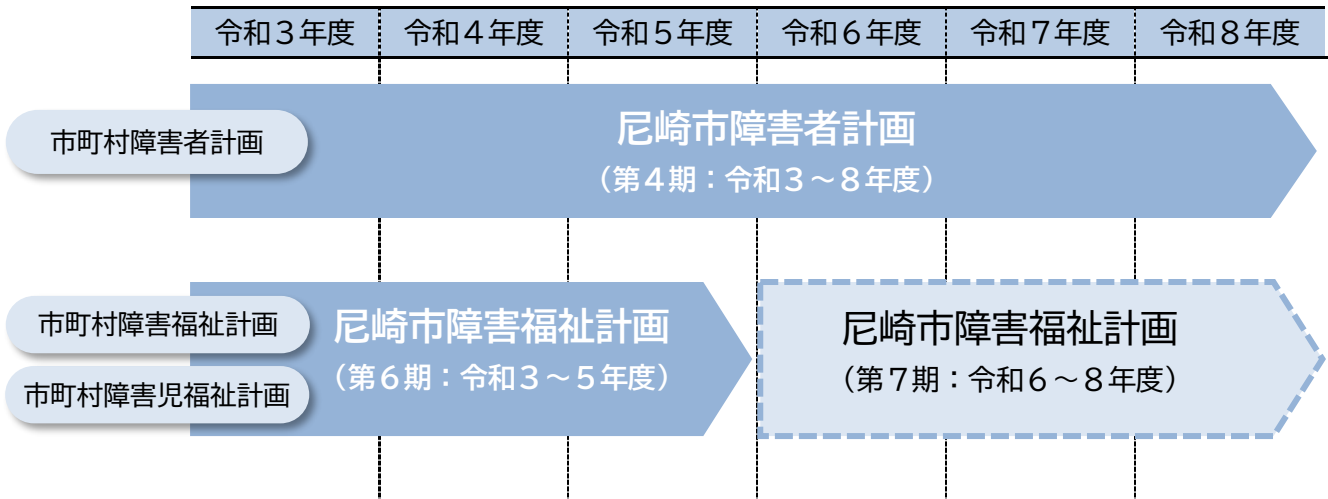 令和３年度 令和４年度 令和５年度 令和６年度 令和７年度 令和８年度
市町村障害者計画
尼崎市障害者計画
（第４期：令和３～８年度）
市町村障害福祉計画
市町村障害児福祉計画
尼崎市障害福祉計画
（第６期：令和３～５年度）
尼崎市障害福祉計画
（第７期：令和６～８年度）